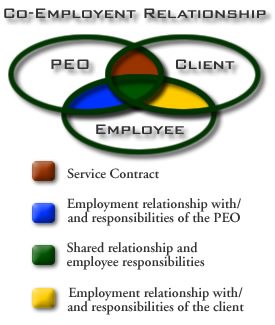 Co-Employent Relationship
PEO
Client
Employee
Service Contract
Employment relationship with/
and responsibilities of the PEO
Shared relationship and
employee responsibilities
Employment relationship with/
and responsibilities of the client